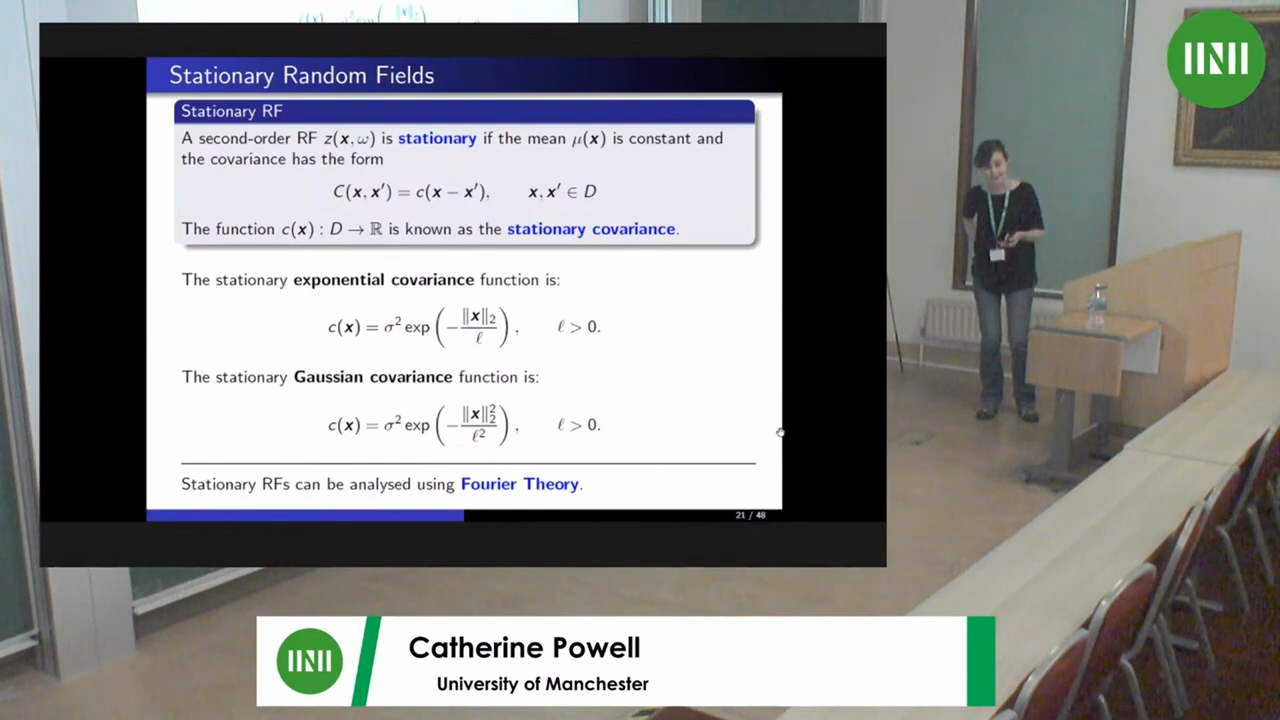 Stationary Random Fields
Stationary RF
A second-order RF z(x, ω) is stationary if the mean μ(x) is constant and
the covariance has the form
C(x, x′) = c(x − x′), x, x′ ∈ D
The function c(x) : D → ℝ is known as the stationary covariance.
The stationary exponential covariance function is:
c(x) = σ² exp (−‖x‖₂/ℓ), ℓ > 0.
The stationary Gaussian covariance function is:
c(x) = σ² exp (−‖x‖₂²/ℓ²), ℓ > 0.
Stationary RFs can be analysed using Fourier Theory.
21 / 48
Catherine Powell
University of Manchester